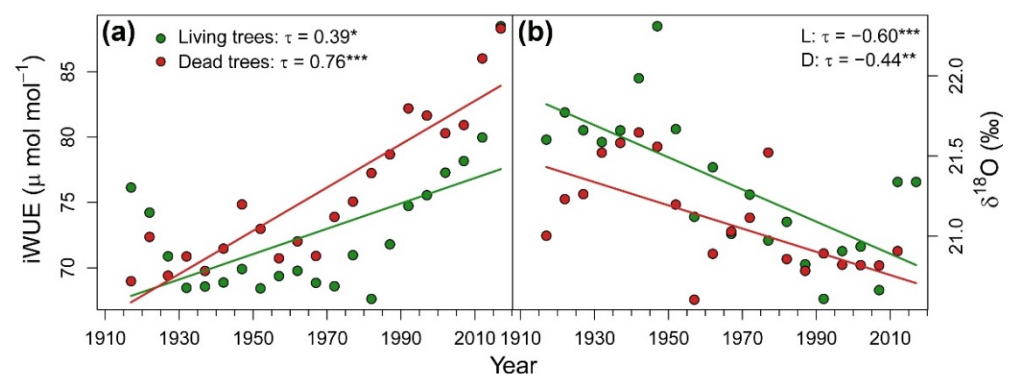 (a)
Living trees: τ = 0.39*
Dead trees: τ = 0.76***
(b)
L: τ = −0.60***
D: τ = −0.44**
iWUE (μ mol mol⁻¹)
85
80
75
70
22.0
21.5
21.0
δ¹⁸O (‰)
1910 1930 1950 1970 1990 2010 1910 1930 1950 1970 1990 2010
Year